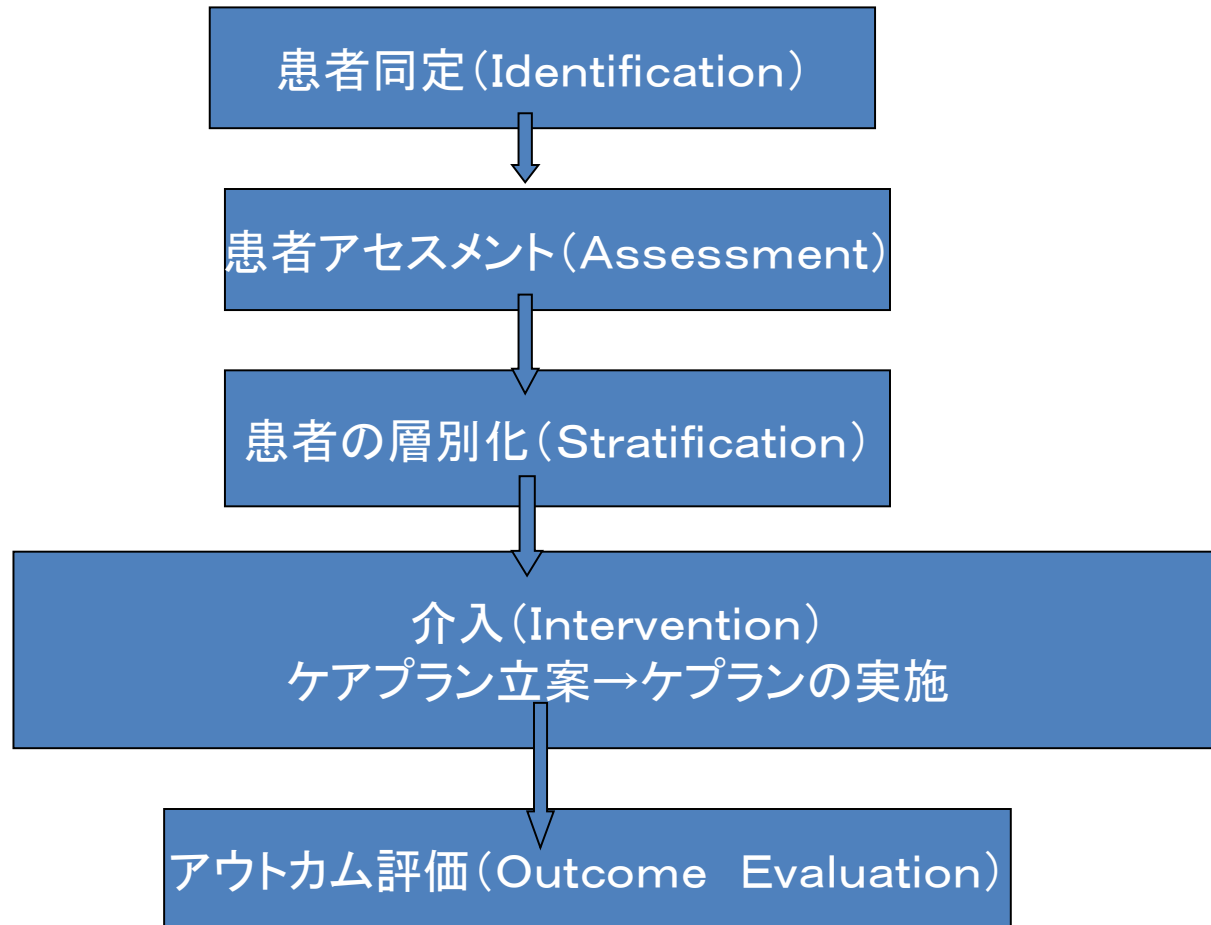 患者同定（Identification）
患者アセスメント（Assessment）
患者の層別化（Stratification）
介入（Intervention）
ケアプラン立案→ケプランの実施
アウトカム評価（Outcome　Evaluation）